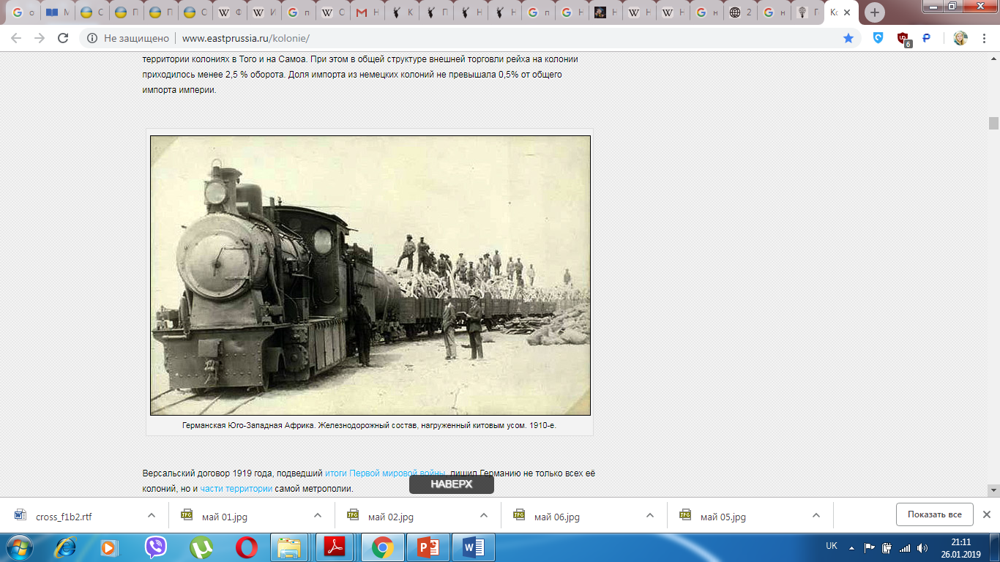 о
М
С
П
П
С
Ф
И
п
С
Н
К
П
Н
Н
п
Н
Н
Н
Н
н
2
н
Г
Ко
Не защищено
www.eastprussia.ru/kolonie/
6
территории колониях в Того и на Самоа. При этом в общей структуре внешней торговли рейха на колонии
приходилось менее 2,5 % оборота. Доля импорта из немецких колоний не превышала 0,5% от общего
импорта империи.
Германская Юго-Западная Африка. Железнодорожный состав, нагруженный китовым усом. 1910-е.
Версальский договор 1919 года, подведший итоги Первой мировой войны, лишил Германию не только всех её
колоний, но и части территории самой метрополии.
НАВЕРХ
cross_f1b2.rtf
май 01.jpg
май 02.jpg
май 06.jpg
май 05.jpg
Показать все
UK
21:11
26.01.2019